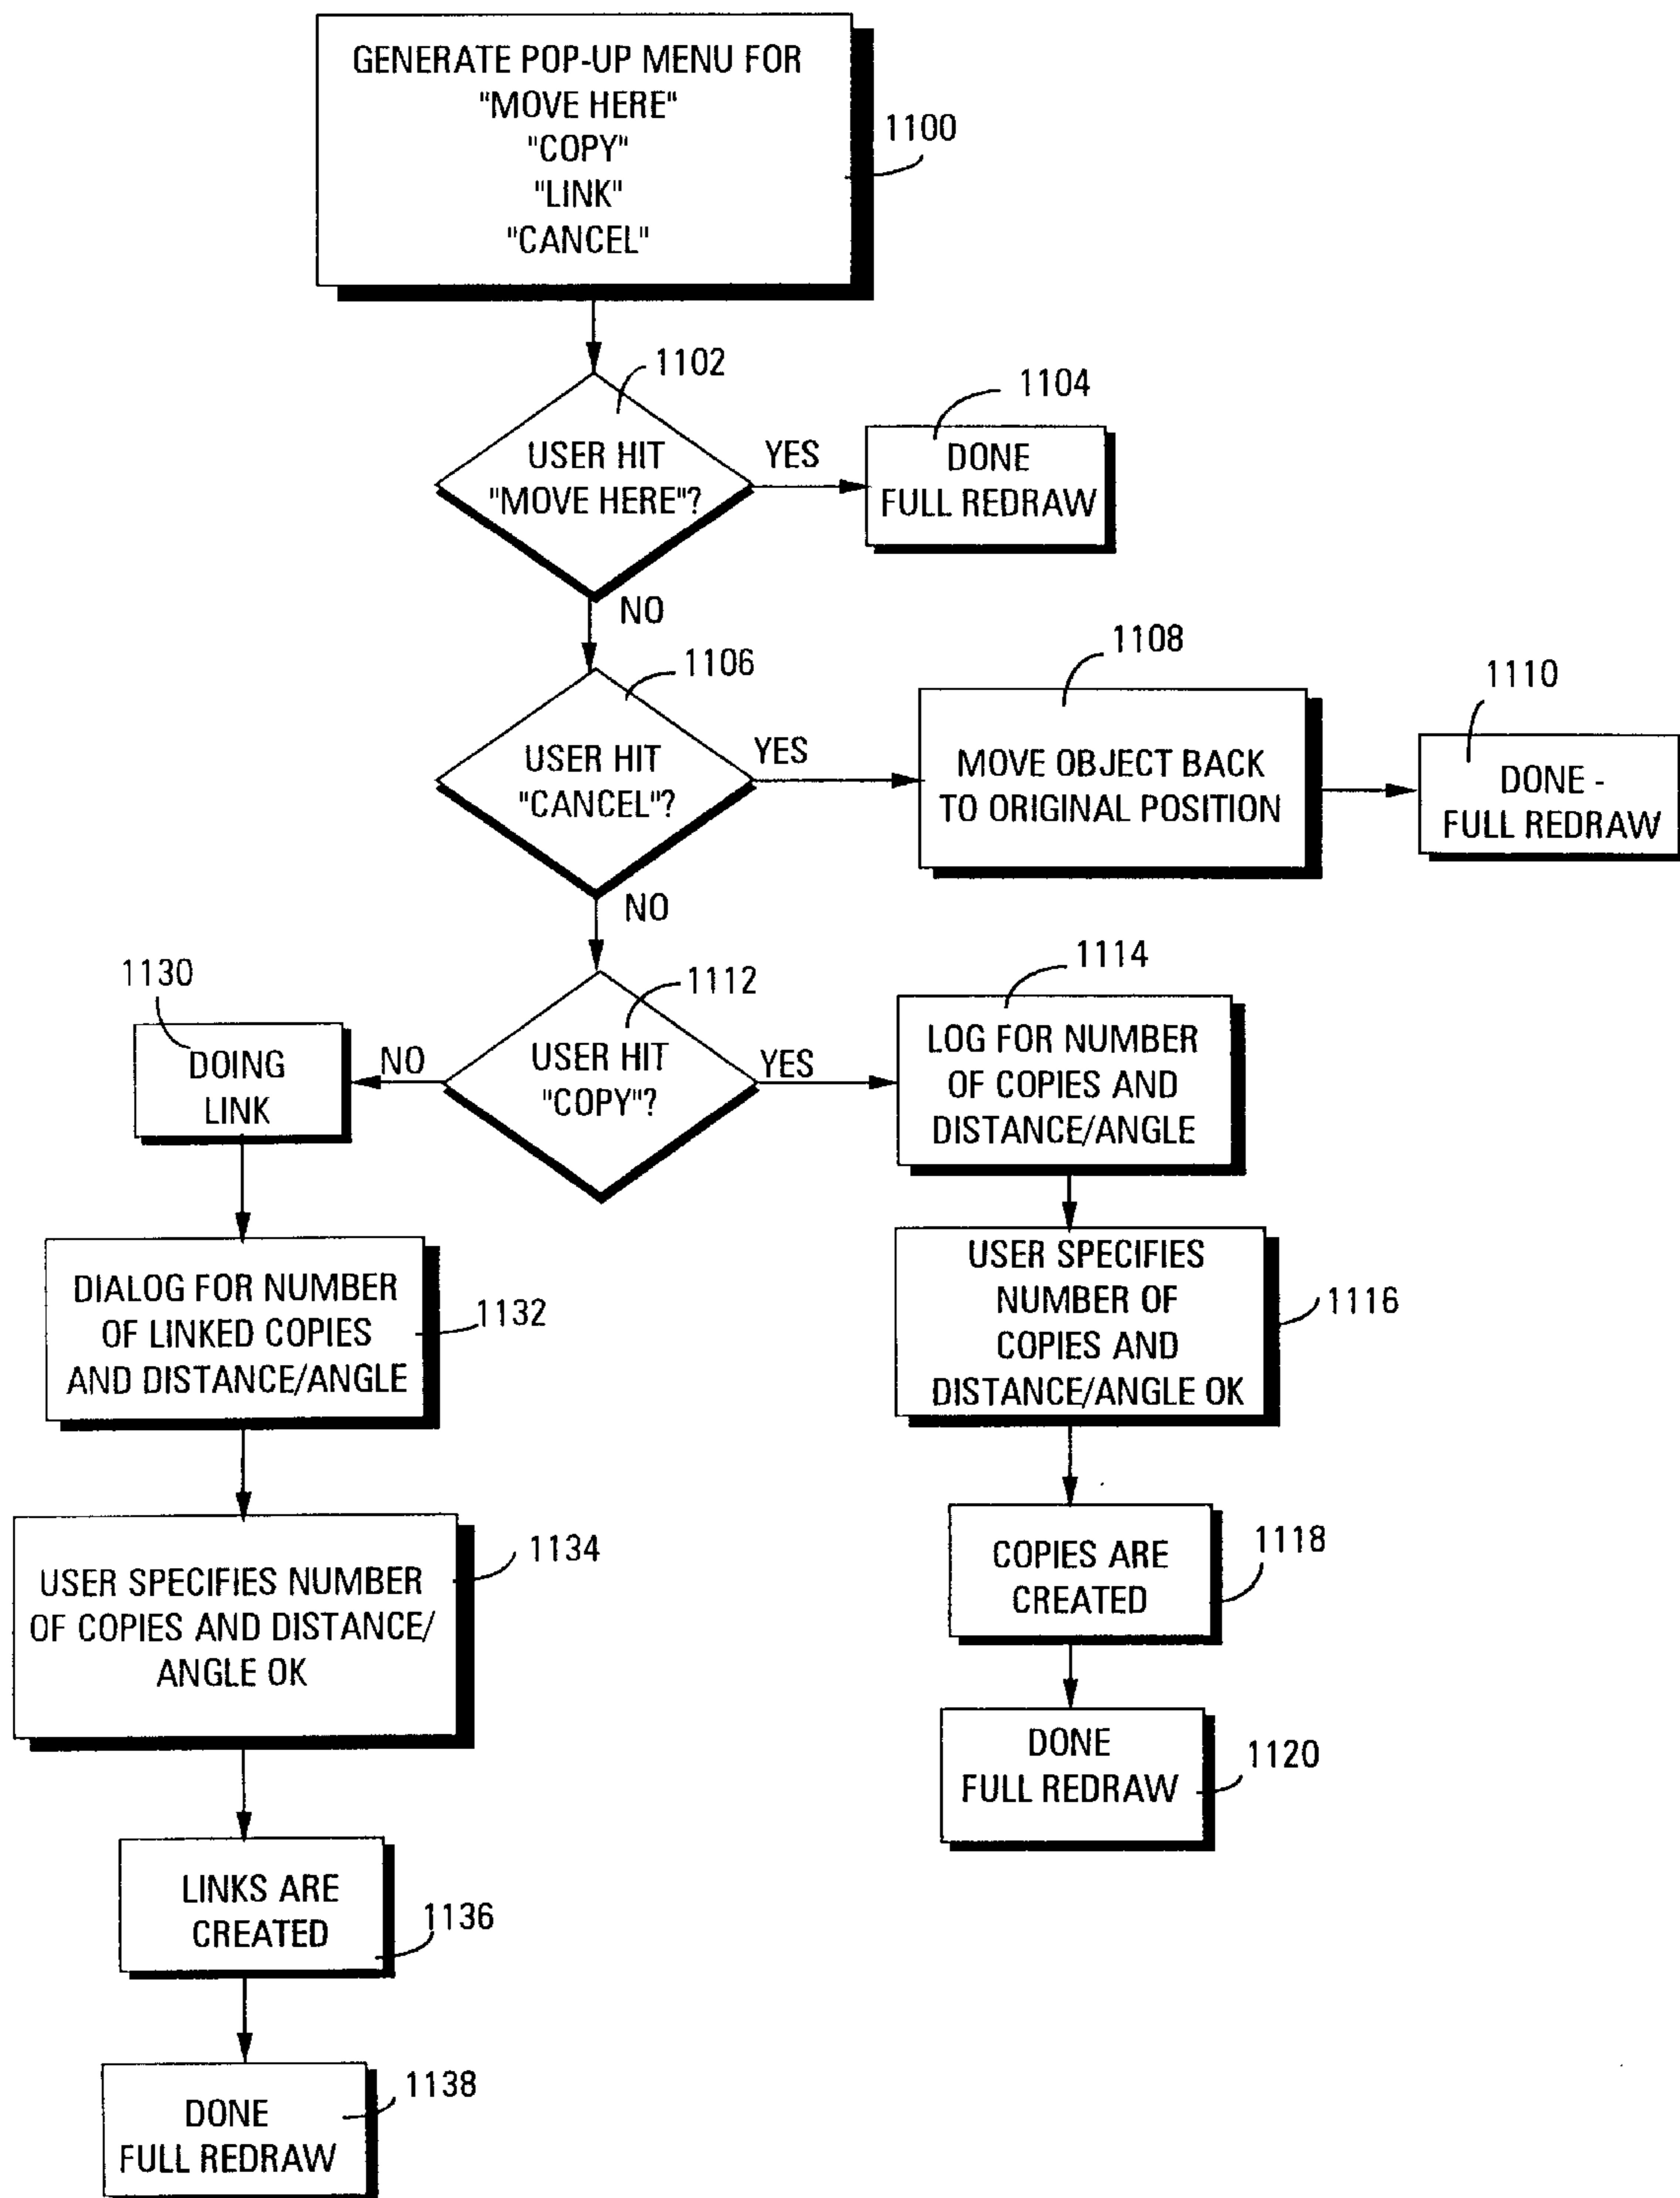 GENERATE POP-UP MENU FOR
"MOVE HERE"
"COPY"
"LINK"
"CANCEL"
1100
1102
USER HIT
"MOVE HERE"?
YES
1104
DONE
FULL REDRAW
NO
1106
USER HIT
"CANCEL"?
YES
1108
MOVE OBJECT BACK
TO ORIGINAL POSITION
1110
DONE -
FULL REDRAW
NO
1112
USER HIT
"COPY"?
YES
1114
LOG FOR NUMBER
OF COPIES AND
DISTANCE/ANGLE
USER SPECIFIES
NUMBER OF
COPIES AND
DISTANCE/ANGLE OK
1116
COPIES ARE
CREATED
1118
DONE
FULL REDRAW
1120
NO
1130
DOING
LINK
DIALOG FOR NUMBER
OF LINKED COPIES
AND DISTANCE/ANGLE
1132
USER SPECIFIES NUMBER
OF COPIES AND DISTANCE/
ANGLE OK
1134
LINKS ARE
CREATED
1136
DONE
FULL REDRAW
1138